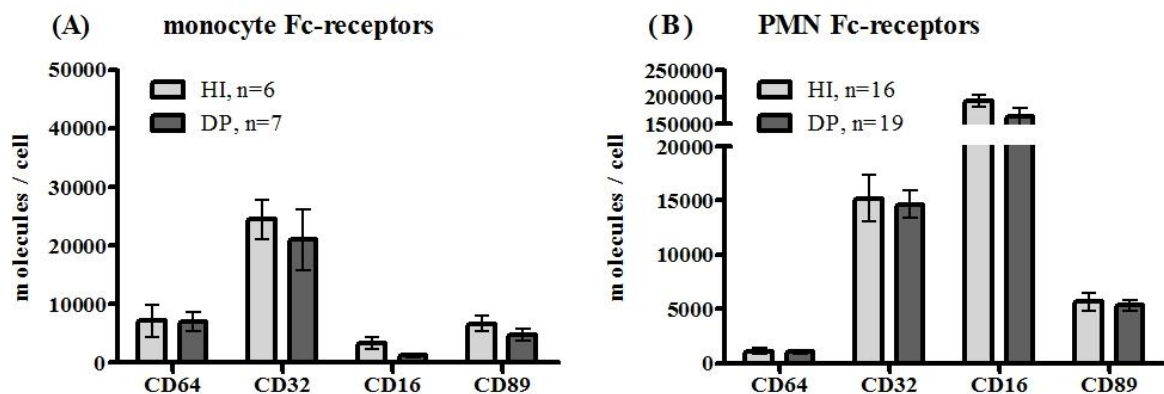 (A) monocyte Fc-receptors
50000
40000
30000
20000
10000
0
molecules / cell
HI, n=6
DP, n=7
CD64 CD32 CD16 CD89
(B) PMN Fc-receptors
250000
200000
150000
20000
15000
10000
5000
0
molecules / cell
HI, n=16
DP, n=19
CD64 CD32 CD16 CD89